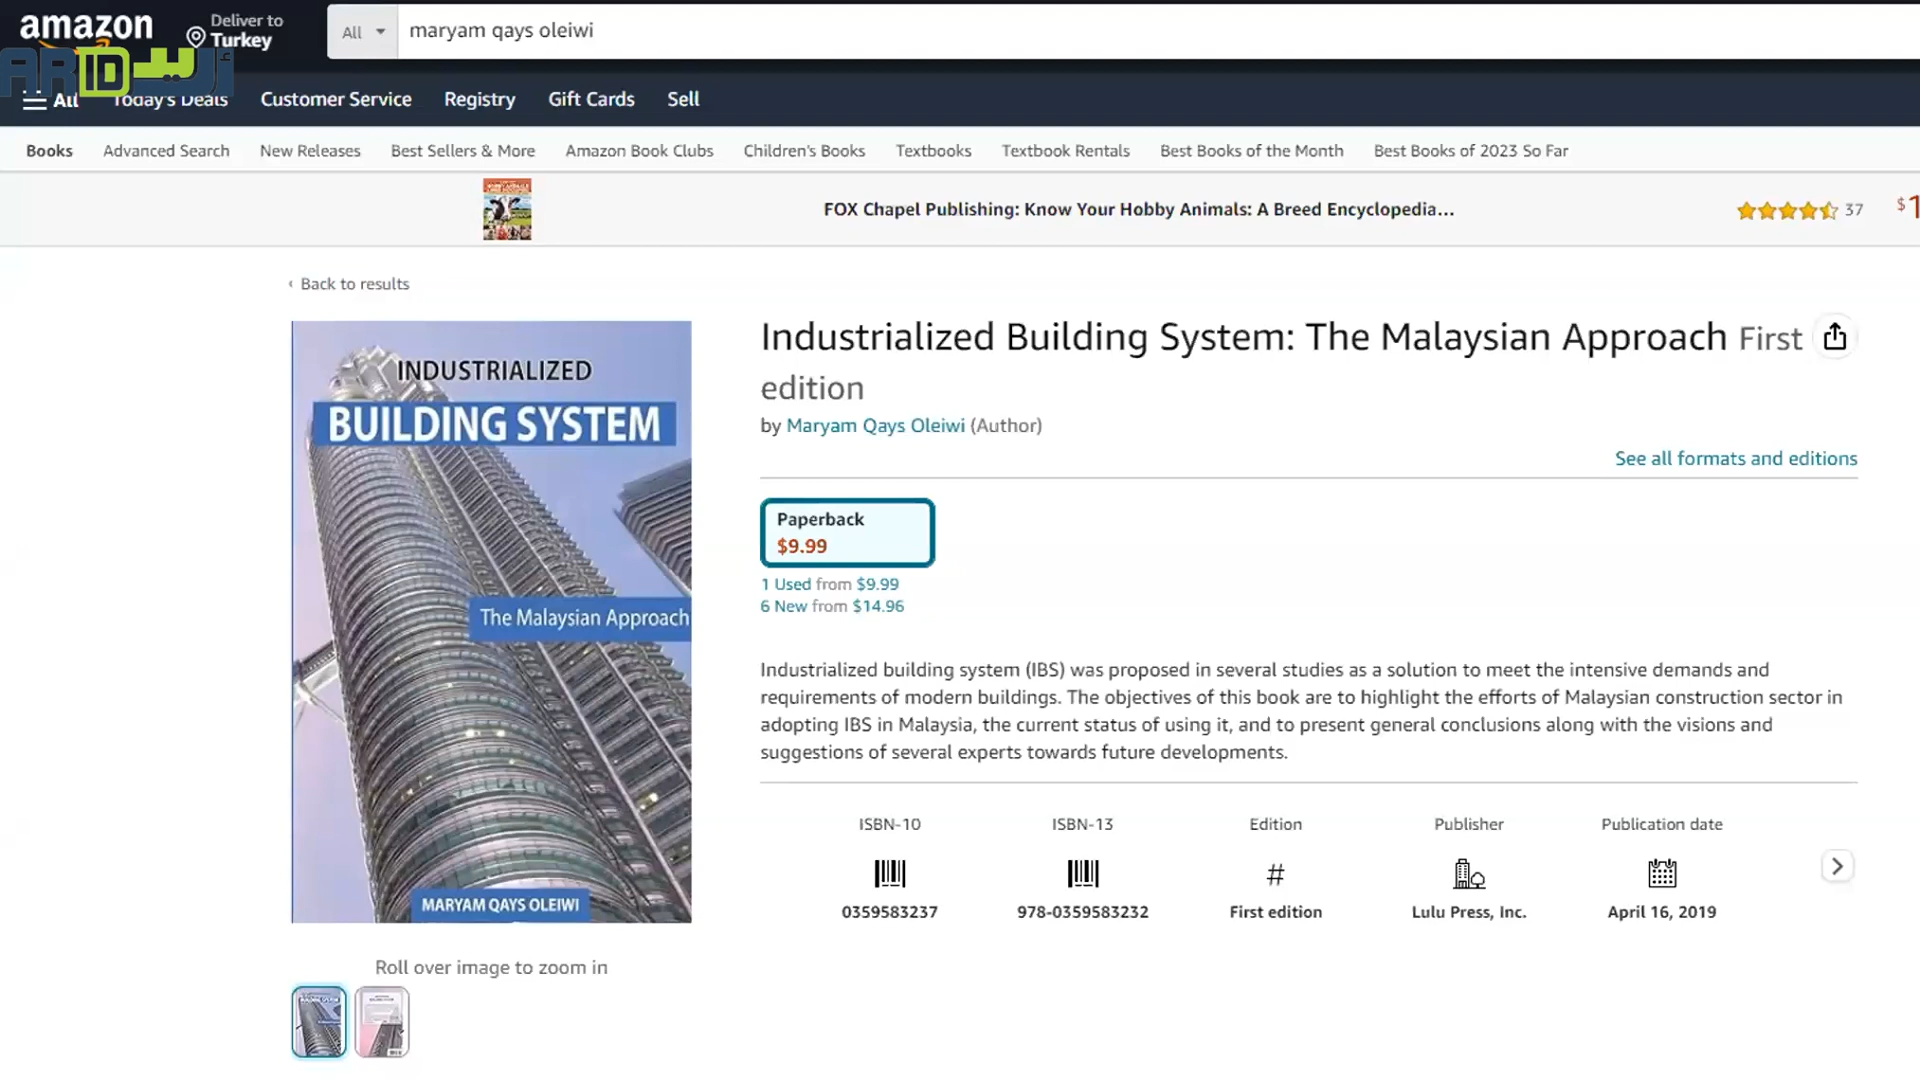 amazon
Deliver to
Turkey
All
maryam qays oleiwi
ARID
All
Today's Deals
Customer Service
Registry
Gift Cards
Sell
Books
Advanced Search
New Releases
Best Sellers & More
Amazon Book Clubs
Children's Books
Textbooks
Textbook Rentals
Best Books of the Month
Best Books of 2023 So Far
FOX Chapel Publishing: Know Your Hobby Animals: A Breed Encyclopedia...
37
$1
‹ Back to results
INDUSTRIALIZED
BUILDING SYSTEM
The Malaysian Approach
MARYAM QAYS OLEIWI
Roll over image to zoom in
Industrialized Building System: The Malaysian Approach First
edition
by Maryam Qays Oleiwi (Author)
See all formats and editions
Paperback
$9.99
1 Used from $9.99
6 New from $14.96
Industrialized building system (IBS) was proposed in several studies as a solution to meet the intensive demands and
requirements of modern buildings. The objectives of this book are to highlight the efforts of Malaysian construction sector in
adopting IBS in Malaysia, the current status of using it, and to present general conclusions along with the visions and
suggestions of several experts towards future developments.
ISBN-10
0359583237
ISBN-13
978-0359583232
Edition
#
First edition
Publisher
Lulu Press, Inc.
Publication date
April 16, 2019